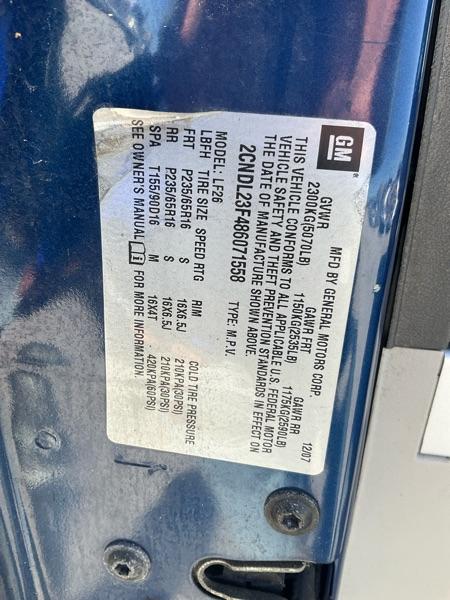 GM®
MFD BY GENERAL MOTORS CORP. 12/07
GVWR GAWR FRT GAWR RR
2300KG(5070LB) 1150KG(2535LB) 1175KG(2590LB)
THIS VEHICLE CONFORMS TO ALL APPLICABLE U.S. FEDERAL MOTOR
VEHICLE SAFETY AND THEFT PREVENTION STANDARDS IN EFFECT ON
THE DATE OF MANUFACTURE SHOWN ABOVE.
2CNDL23F486071558 TYPE: M.P.V.
MODEL: LF26
LBFH TIRE SIZE SPEED RTG RIM COLD TIRE PRESSURE
FRT P235/65R16 S 16X6.5J 210KPA(30PSI)
RR P235/65R16 S 16X6.5J 210KPA(30PSI)
SPA T155/90D16 M 16X4T 420KPA(60PSI)
SEE OWNER'S MANUAL FOR MORE INFORMATION.